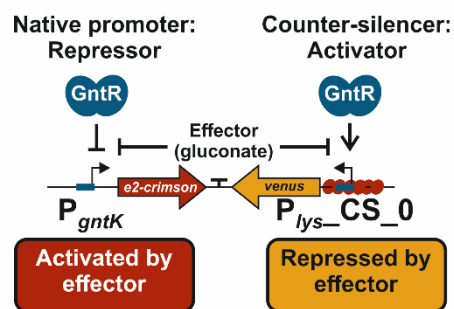 Native promoter:
Repressor
Counter-silencer:
Activator
GntR
GntR
Effector
(gluconate)
e2-crimson
venus
PgntK
Plys_CS_0
Activated by
effector
Repressed by
effector